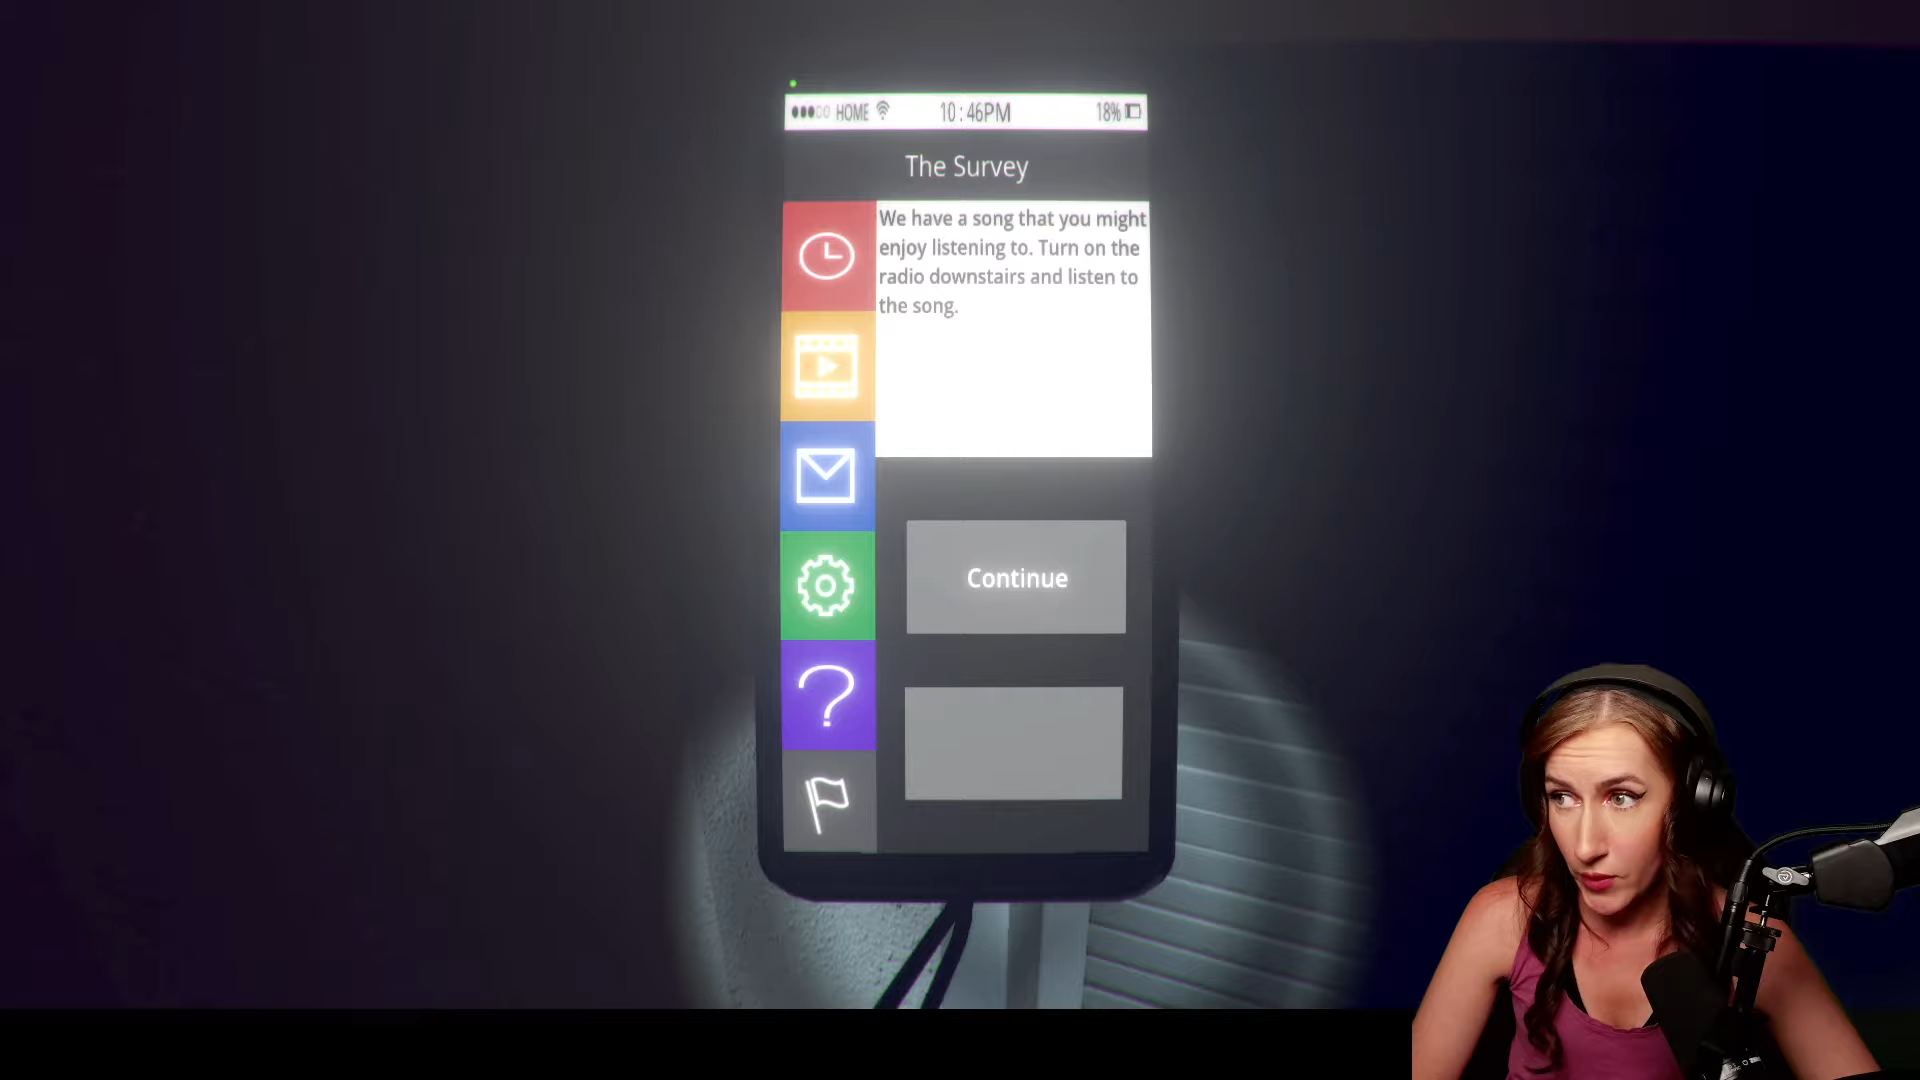 HOME 10:46PM 18%
The Survey
We have a song that you might
enjoy listening to. Turn on the
radio downstairs and listen to
the song.
Continue